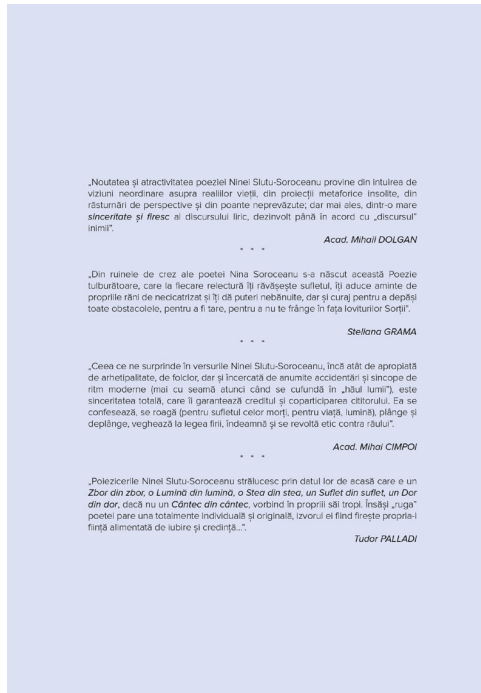 „Noutatea și atractivitatea poeziei Ninei Slutu-Soroceanu provine din intuirea de
viziuni neordinare asupra realiilor vieții, din proiecții metaforice insolite, din
răsturnări de perspective și din poante neprevăzute; dar mai ales, dintr-o mare
sinceritate și firesc al discursului liric, dezinvolt până în acord cu „discursul”
inimii”.
Acad. Mihail DOLGAN
* * *
„Din ruinele de crez ale poetei Nina Soroceanu s-a născut această Poezie
tulburătoare, care la fiecare relectură îți răvășește sufletul, îți aduce aminte de
propriile răni de necicatrizat și îți dă puteri nebănuite, dar și curaj pentru a depăși
toate obstacolele, pentru a fi tare, pentru a nu te frânge în fața loviturilor Sorții”.
Steliana GRAMA
* * *
„Ceea ce ne surprinde în versurile Ninei Slutu-Soroceanu, încă atât de apropiată
de arhetipalitate, de folclor, dar și încercată de anumite accidentări și sincope de
ritm moderne (mai cu seamă atunci când se cufundă în „hăul lumii”), este
sinceritatea totală, care îi garantează creditul și coparticiparea cititorului. Ea se
confesează, se roagă (pentru sufletul celor morți, pentru viață, lumină), plânge și
deplânge, veghează la legea firii, îndeamnă și se revoltă etic contra răului”.
Acad. Mihai CIMPOI
* * *
„Poiezicerile Ninei Slutu-Soroceanu strălucesc prin datul lor de acasă care e un
Zbor din zbor, o Lumină din lumină, o Stea din stea, un Suflet din suflet, un Dor
din dor, dacă nu un Cântec din cântec, vorbind în proprii săi tropi. Însăși „ruga”
poetei pare una totalmente individuală și originală, izvorul ei fiind firește propria-i
ființă alimentată de iubire și credință...”.
Tudor PALLADI